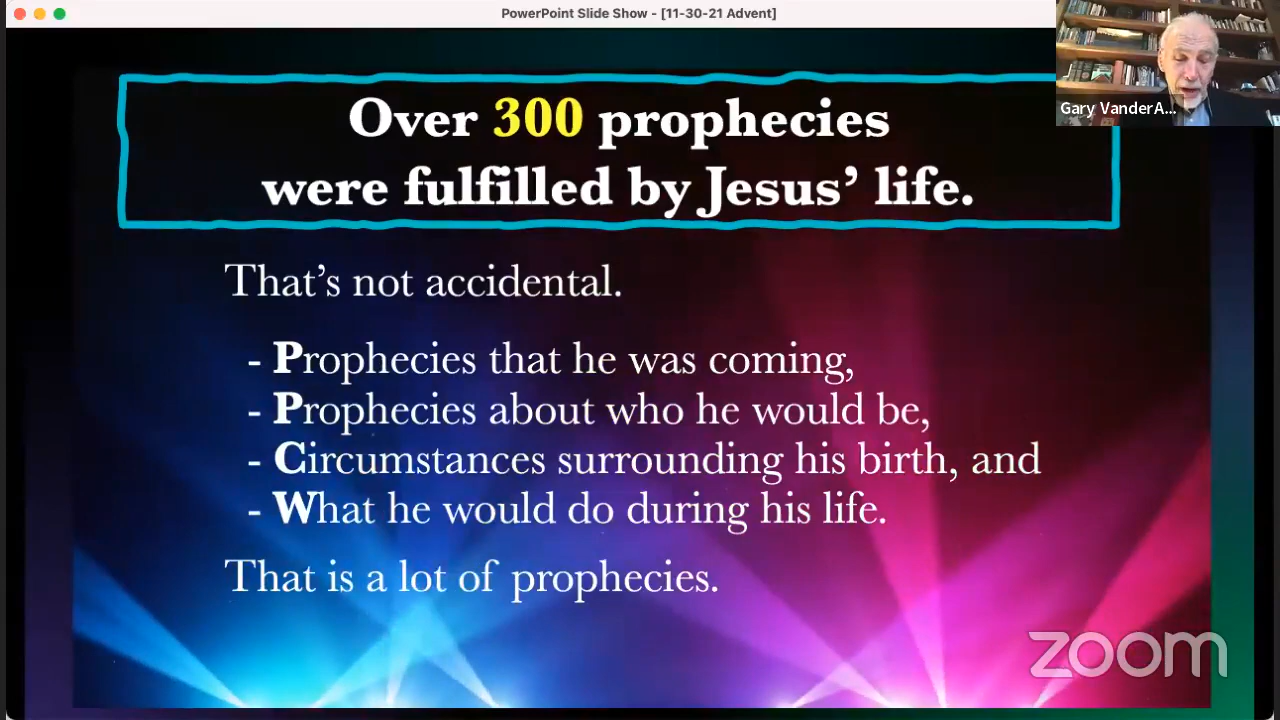 PowerPoint Slide Show - [11-30-21 Advent]
Gary VanderA...
Over 300 prophecies
were fulfilled by Jesus’ life.
That’s not accidental.
- Prophecies that he was coming,
- Prophecies about who he would be,
- Circumstances surrounding his birth, and
- What he would do during his life.
That is a lot of prophecies.
zoom